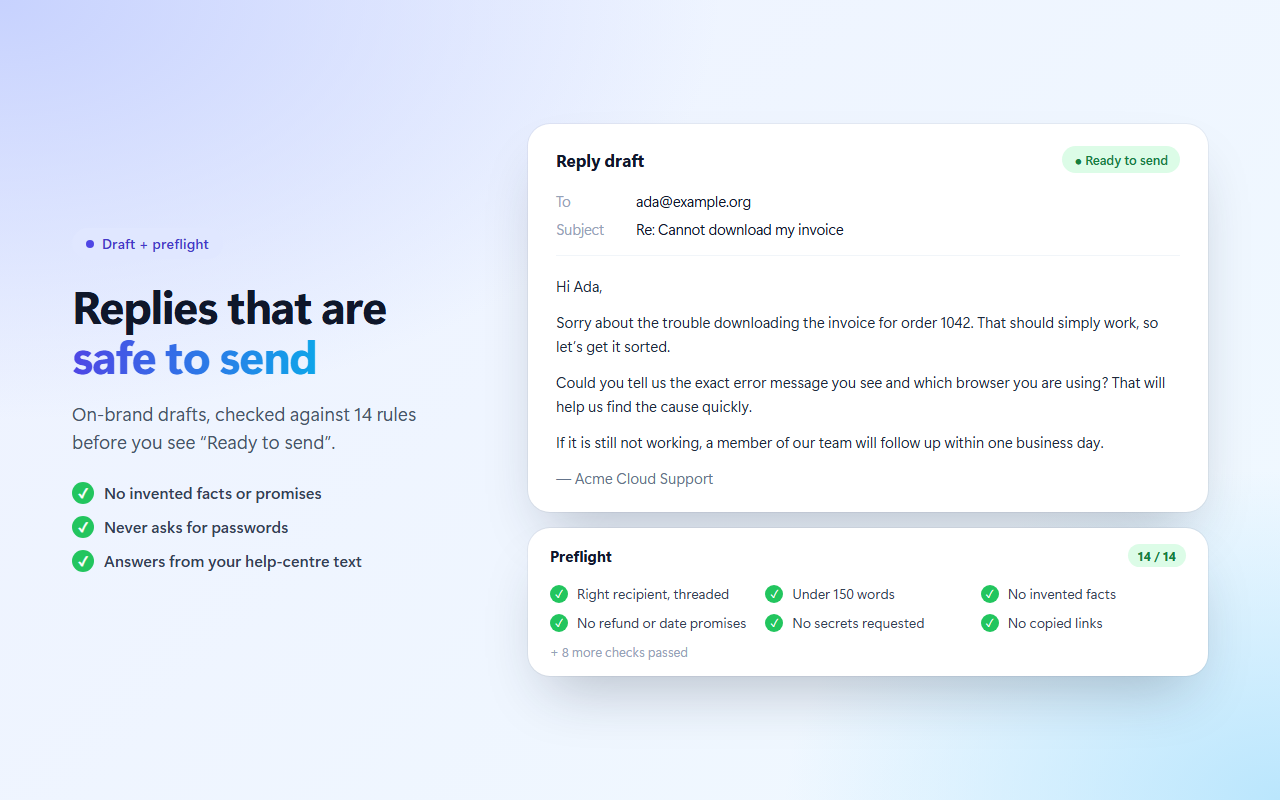 Draft + preflight
Replies that are
safe to send
On-brand drafts, checked against 14 rules
before you see “Ready to send”.
No invented facts or promises
Never asks for passwords
Answers from your help-centre text
Reply draft
● Ready to send
To ada@example.org
Subject Re: Cannot download my invoice
Hi Ada,
Sorry about the trouble downloading the invoice for order 1042. That should simply work, so
let’s get it sorted.
Could you tell us the exact error message you see and which browser you are using? That will
help us find the cause quickly.
If it is still not working, a member of our team will follow up within one business day.
— Acme Cloud Support
Preflight
14 / 14
Right recipient, threaded
Under 150 words
No invented facts
No refund or date promises
No secrets requested
No copied links
+ 8 more checks passed